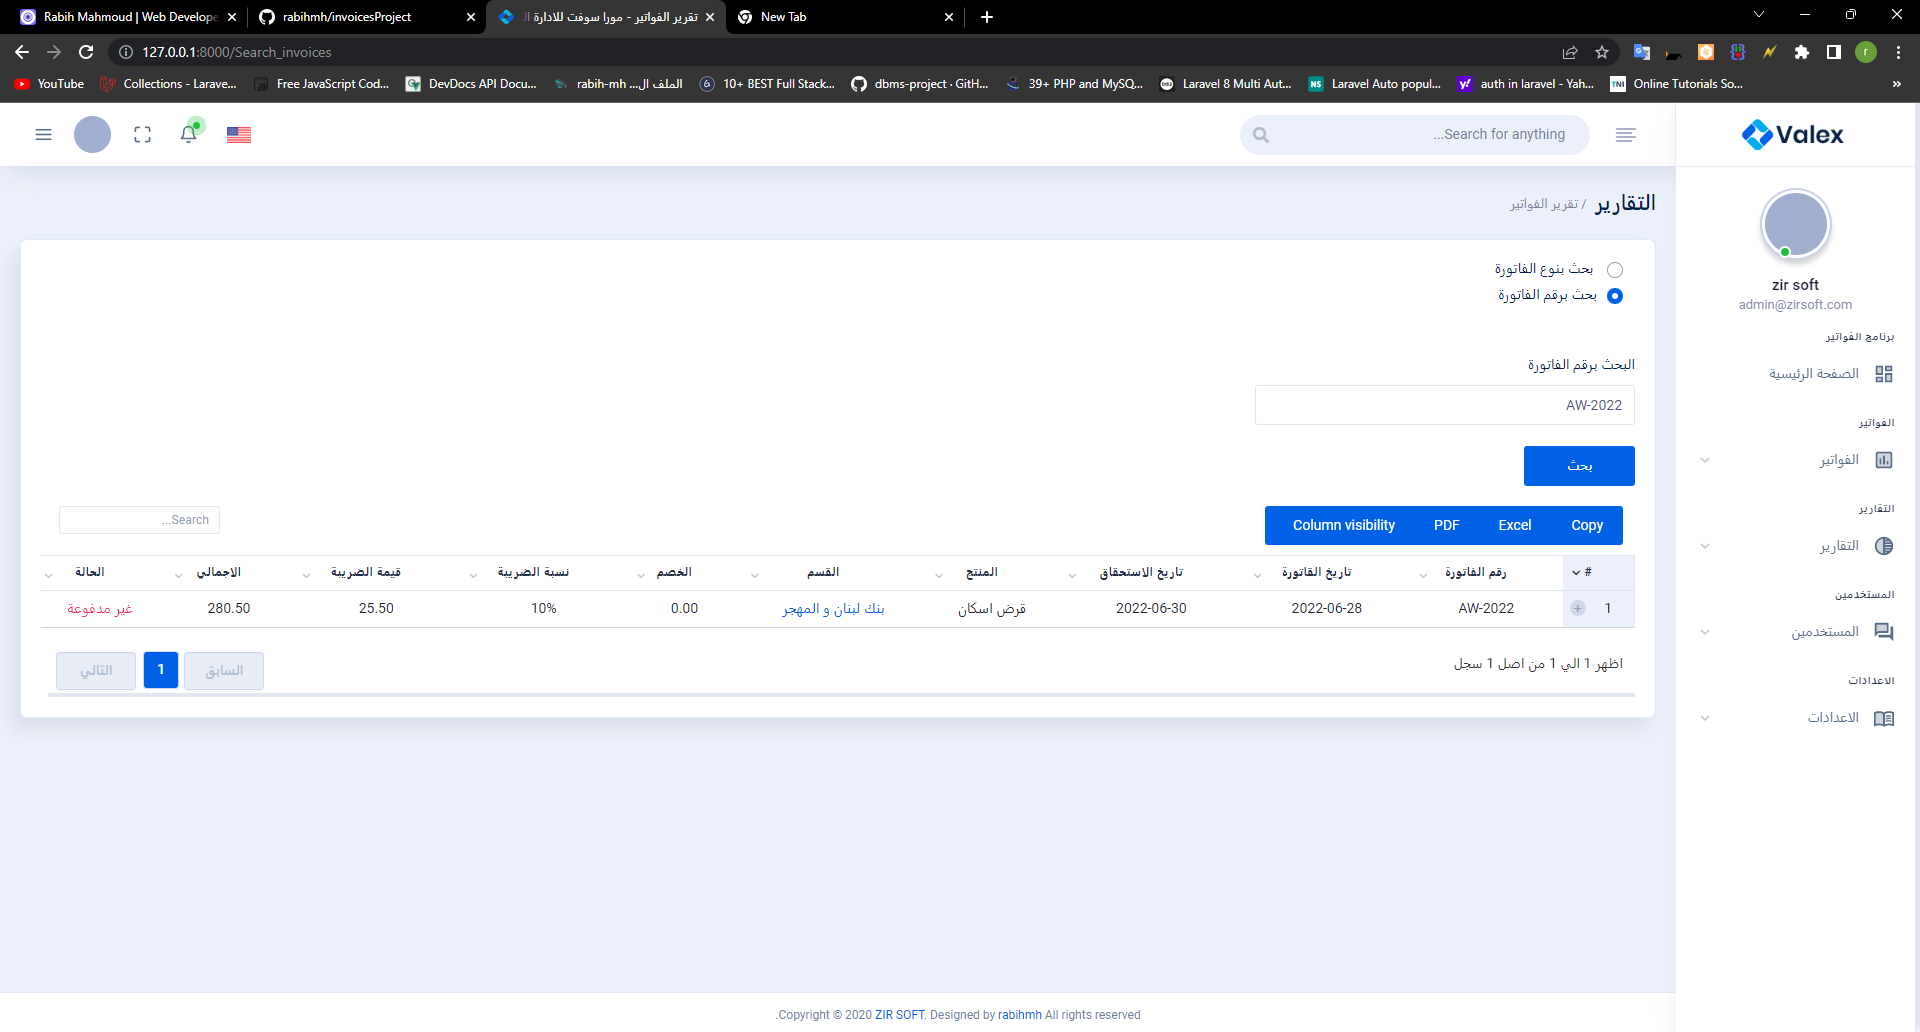 Rabih Mahmoud | Web Develope
rabihmh/invoicesProject
تقرير الفواتير - مورا سوفت للادارة ال
New Tab
127.0.0.1:8000/Search_invoices
YouTube
Collections - Larave...
Free JavaScript Cod...
DevDocs API Docu...
rabih-mh ...الملف ال
10+ BEST Full Stack...
dbms-project · GitH...
39+ PHP and MySQ...
Laravel 8 Multi Aut...
Laravel Auto popul...
auth in laravel - Yah...
Online Tutorials So...
»
Valex
...Search for anything
zir soft
admin@zirsoft.com
برنامج الفواتير
الصفحة الرئيسية
الفواتير
الفواتير
التقارير
التقارير
المستخدمين
المستخدمين
الاعدادات
الاعدادات
التقارير / تقرير الفواتير
بحث بنوع الفاتورة
بحث برقم الفاتورة
البحث برقم الفاتورة
AW-2022
بحث
Column visibility PDF Excel Copy
...Search
# رقم الفاتورة تاريخ القاتورة تاريخ الاستحقاق المنتج القسم الخصم نسبة الضريبة قيمة الضريبة الاجمالي الحالة
1 AW-2022 2022-06-28 2022-06-30 قرض اسكان بنك لبنان و المهجر 0.00 10% 25.50 280.50 غير مدفوعة
اظهر 1 الي 1 من اصل 1 سجل
السابق 1 التالي
.Copyright © 2020 ZIR SOFT. Designed by rabihmh All rights reserved